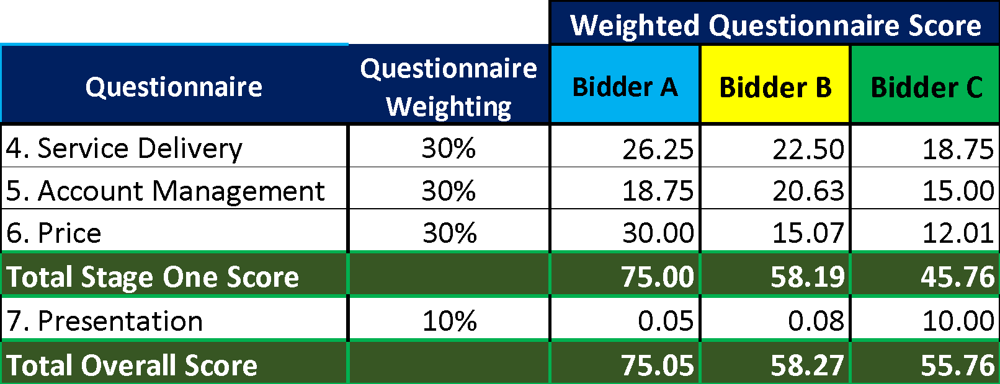 Weighted Questionnaire Score
Questionnaire Questionnaire Weighting Bidder A Bidder B Bidder C
4. Service Delivery 30% 26.25 22.50 18.75
5. Account Management 30% 18.75 20.63 15.00
6. Price 30% 30.00 15.07 12.01
Total Stage One Score 75.00 58.19 45.76
7. Presentation 10% 0.05 0.08 10.00
Total Overall Score 75.05 58.27 55.76